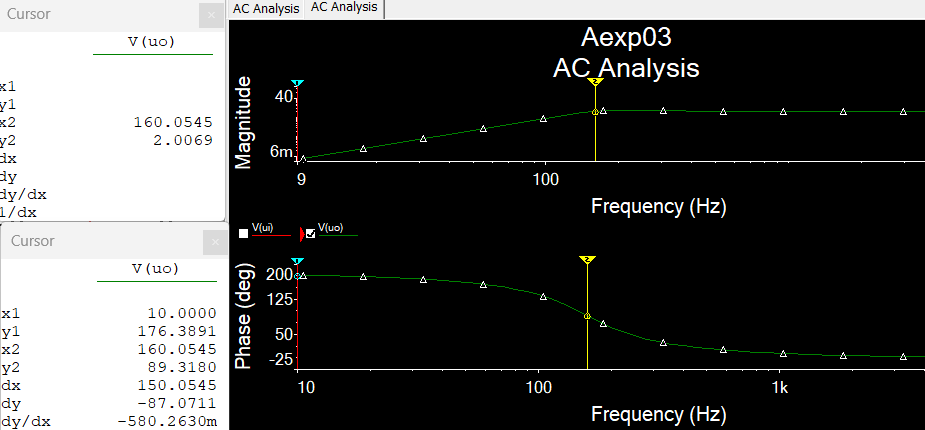 Cursor
V(uo)
x1
y1
x2 160.0545
y2 2.0069
dx
dy
dy/dx
1/dx
Cursor
V(uo)
x1 10.0000
y1 176.3891
x2 160.0545
y2 89.3180
dx 150.0545
dy -87.0711
dy/dx -580.2630m
AC Analysis AC Analysis
Aexp03
AC Analysis
Magnitude
40
6m
9 100
Frequency (Hz)
V(ui) V(uo)
Phase (deg)
200
125
50
-25
10 100 1k
Frequency (Hz)